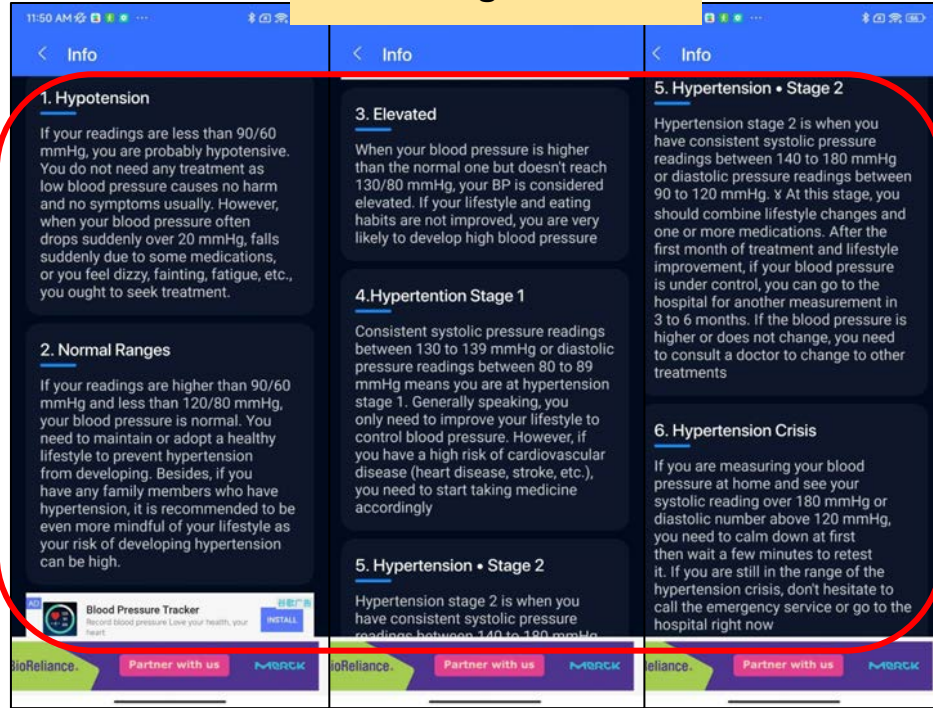 11:50 AM
Info
1. Hypotension
If your readings are less than 90/60
mmHg, you are probably hypotensive.
You do not need any treatment as
low blood pressure causes no harm
and no symptoms usually. However,
when your blood pressure often
drops suddenly over 20 mmHg, falls
suddenly due to some medications,
or you feel dizzy, fainting, fatigue, etc.,
you ought to seek treatment.
2. Normal Ranges
If your readings are higher than 90/60
mmHg and less than 120/80 mmHg,
your blood pressure is normal. You
need to maintain or adopt a healthy
lifestyle to prevent hypertension
from developing. Besides, if you
have any family members who have
hypertension, it is recommended to be
even more mindful of your lifestyle as
your risk of developing hypertension
can be high.
AD
谷歌广告
Blood Pressure Tracker
Record blood pressure Love your health, your
heart
INSTALL
BioReliance.
Partner with us
MERCK
Info
3. Elevated
When your blood pressure is higher
than the normal one but doesn't reach
130/80 mmHg, your BP is considered
elevated. If your lifestyle and eating
habits are not improved, you are very
likely to develop high blood pressure
4.Hypertention Stage 1
Consistent systolic pressure readings
between 130 to 139 mmHg or diastolic
pressure readings between 80 to 89
mmHg means you are at hypertension
stage 1. Generally speaking, you
only need to improve your lifestyle to
control blood pressure. However, if
you have a high risk of cardiovascular
disease (heart disease, stroke, etc.),
you need to start taking medicine
accordingly
5. Hypertension • Stage 2
Hypertension stage 2 is when you
have consistent systolic pressure
readings between 140 to 180 mmHg
ioReliance.
Partner with us
MERCK
Info
5. Hypertension • Stage 2
Hypertension stage 2 is when you
have consistent systolic pressure
readings between 140 to 180 mmHg
or diastolic pressure readings between
90 to 120 mmHg. ɤ At this stage, you
should combine lifestyle changes and
one or more medications. After the
first month of treatment and lifestyle
improvement, if your blood pressure
is under control, you can go to the
hospital for another measurement in
3 to 6 months. If the blood pressure is
higher or does not change, you need
to consult a doctor to change to other
treatments
6. Hypertension Crisis
If you are measuring your blood
pressure at home and see your
systolic reading over 180 mmHg or
diastolic number above 120 mmHg,
you need to calm down at first
then wait a few minutes to retest
it. If you are still in the range of the
hypertension crisis, don't hesitate to
call the emergency service or go to the
hospital right now
eliance.
Partner with us
MERCK